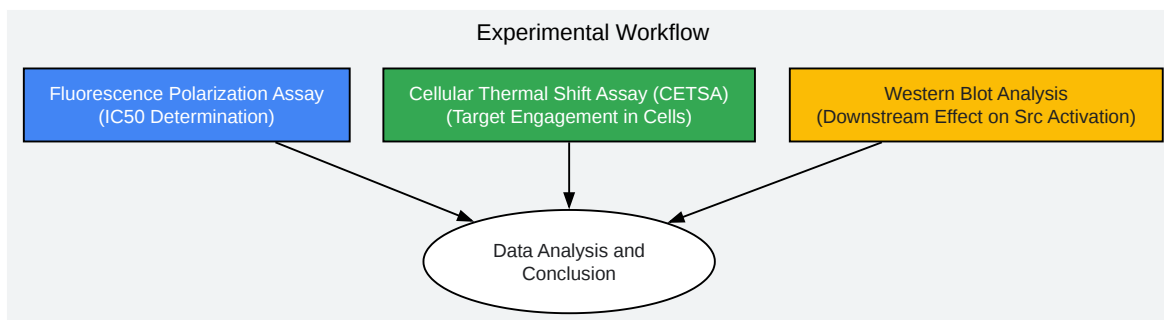 Experimental Workflow
Fluorescence Polarization Assay
(IC50 Determination)
Cellular Thermal Shift Assay (CETSA)
(Target Engagement in Cells)
Western Blot Analysis
(Downstream Effect on Src Activation)
Data Analysis and
Conclusion